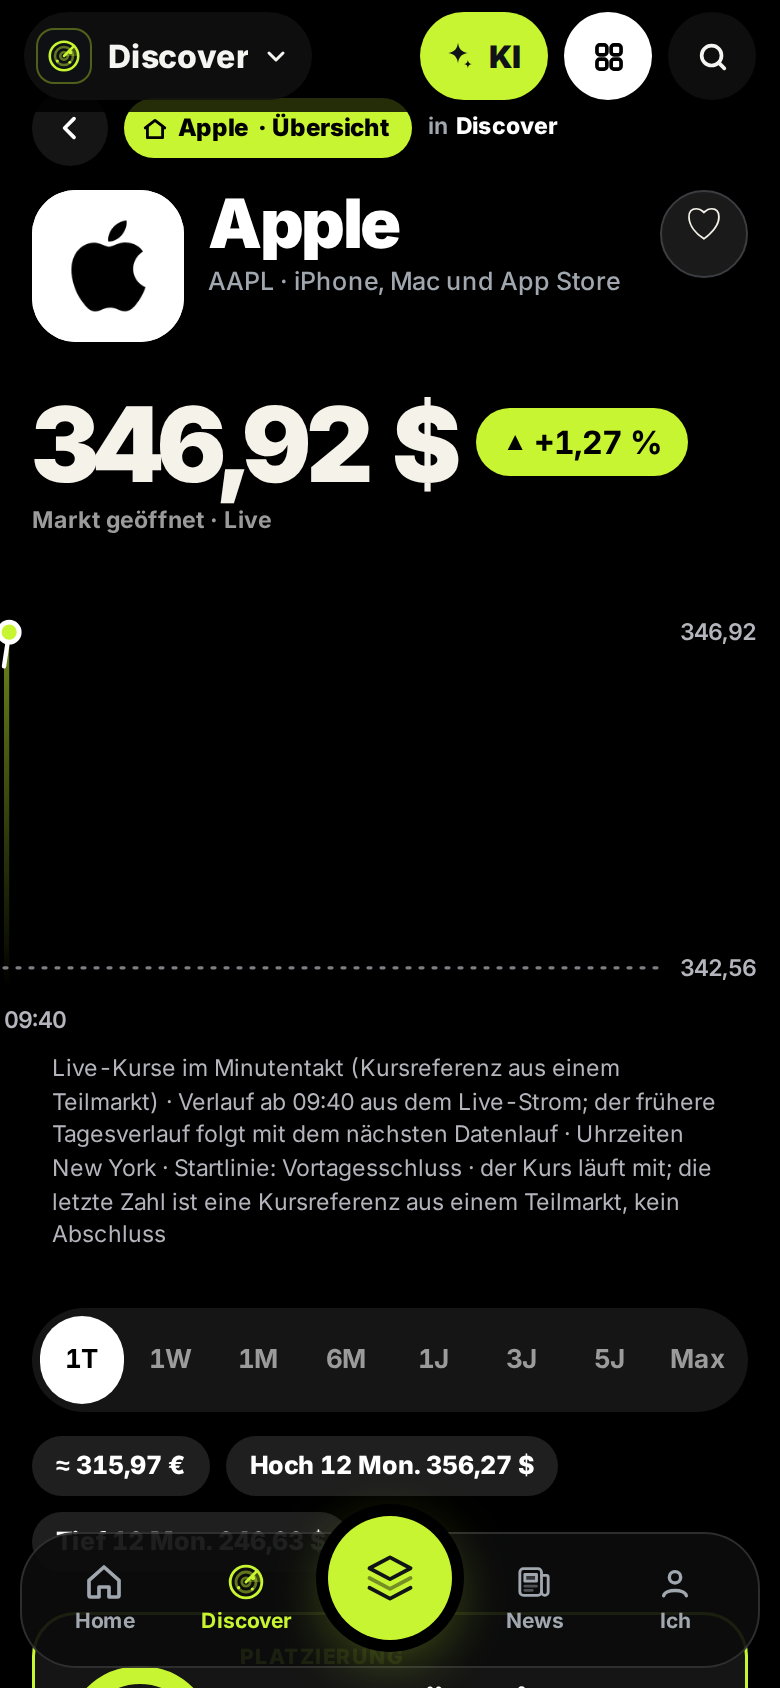 Discover
KI
Apple · Übersicht
in Discover
Apple
AAPL · iPhone, Mac und App Store
346,92 $
▲ +1,27 %
Markt geöffnet · Live
346,92
342,56
09:40
Live-Kurse im Minutentakt (Kursreferenz aus einem
Teilmarkt) · Verlauf ab 09:40 aus dem Live-Strom; der frühere
Tagesverlauf folgt mit dem nächsten Datenlauf · Uhrzeiten
New York · Startlinie: Vortagesschluss · der Kurs läuft mit; die
letzte Zahl ist eine Kursreferenz aus einem Teilmarkt, kein
Abschluss
1T 1W 1M 6M 1J 3J 5J Max
≈ 315,97 €
Hoch 12 Mon. 356,27 $
Tief 12 Mon. 246,63 $
Home
Discover
News
Ich
PLATZIERUNG